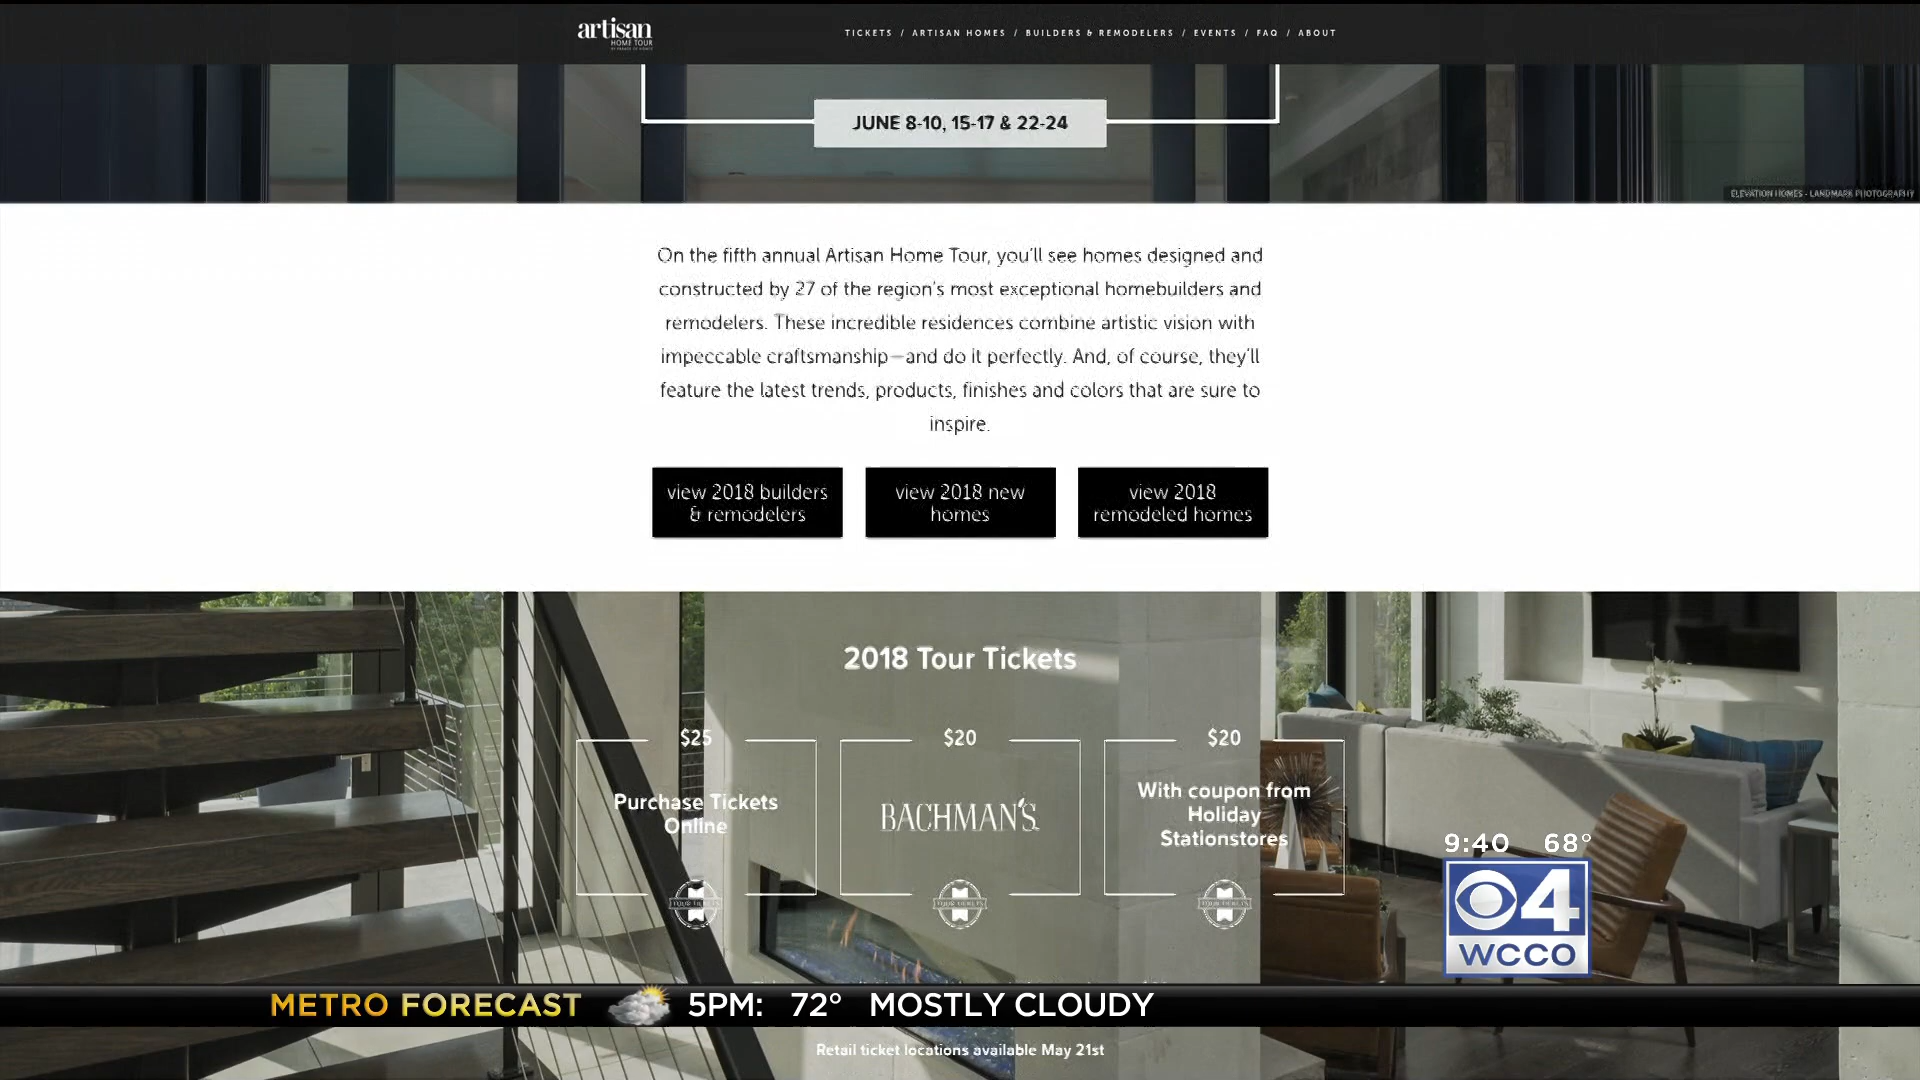 artisan
HOME TOUR
TICKETS / ARTISAN HOMES / BUILDERS & REMODELERS / EVENTS / FAQ / ABOUT
JUNE 8-10, 15-17 & 22-24
ELEVATION HOMES - LANDMARK PHOTOGRAPHY
On the fifth annual Artisan Home Tour, you'll see homes designed and
constructed by 27 of the region's most exceptional homebuilders and
remodelers. These incredible residences combine artistic vision with
impeccable craftsmanship—and do it perfectly. And, of course, they'll
feature the latest trends, products, finishes and colors that are sure to
inspire.
view 2018 builders
& remodelers
view 2018 new
homes
view 2018
remodeled homes
2018 Tour Tickets
$25
Purchase Tickets
Online
TOUR TICKETS
$20
BACHMAN'S
TOUR TICKETS
$20
With coupon from
Holiday
Stationstores
TOUR TICKETS
9:40 68°
4
WCCO
METRO FORECAST 5PM: 72° MOSTLY CLOUDY
Retail ticket locations available May 21st